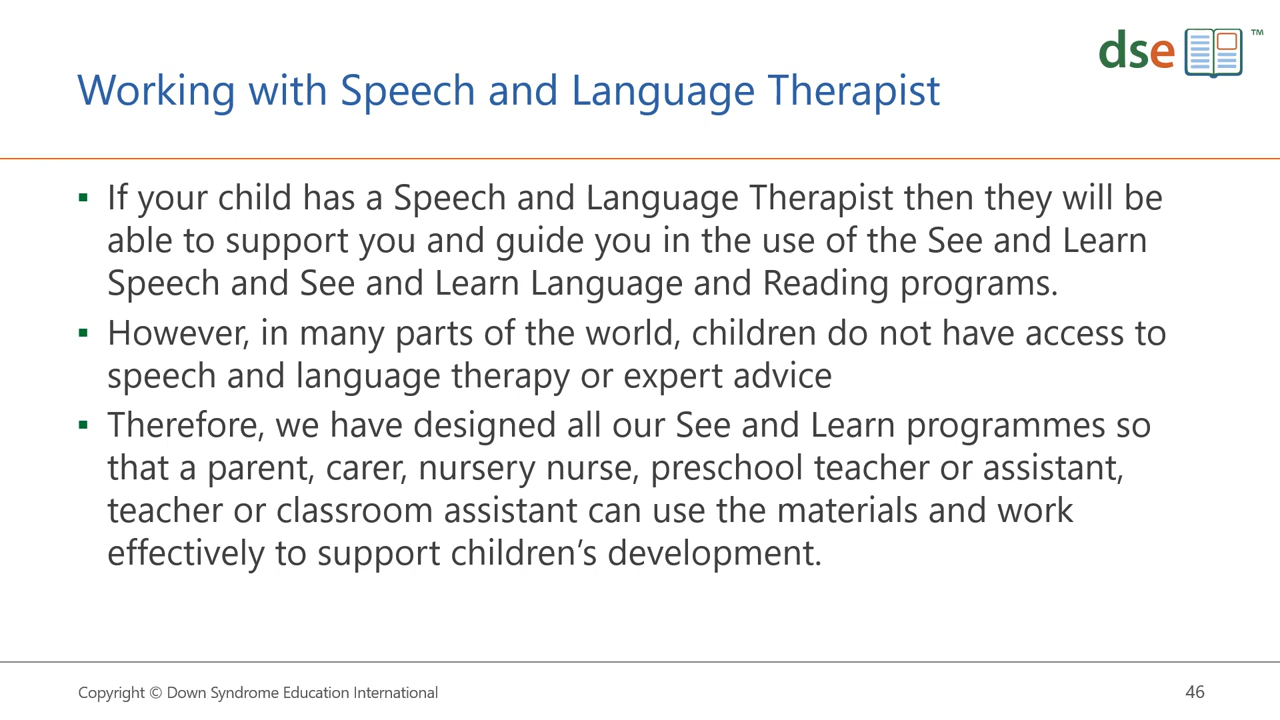 dse ™
Working with Speech and Language Therapist
▪ If your child has a Speech and Language Therapist then they will be
able to support you and guide you in the use of the See and Learn
Speech and See and Learn Language and Reading programs.
▪ However, in many parts of the world, children do not have access to
speech and language therapy or expert advice
▪ Therefore, we have designed all our See and Learn programmes so
that a parent, carer, nursery nurse, preschool teacher or assistant,
teacher or classroom assistant can use the materials and work
effectively to support children’s development.
Copyright © Down Syndrome Education International
46